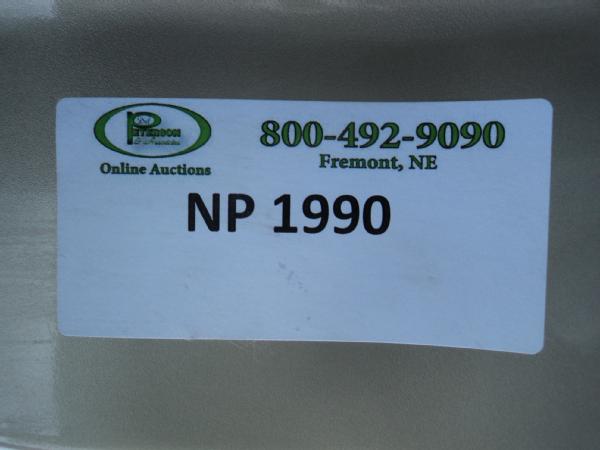 PETERSON
Online Auctions
800-492-9090
Fremont, NE
NP 1990